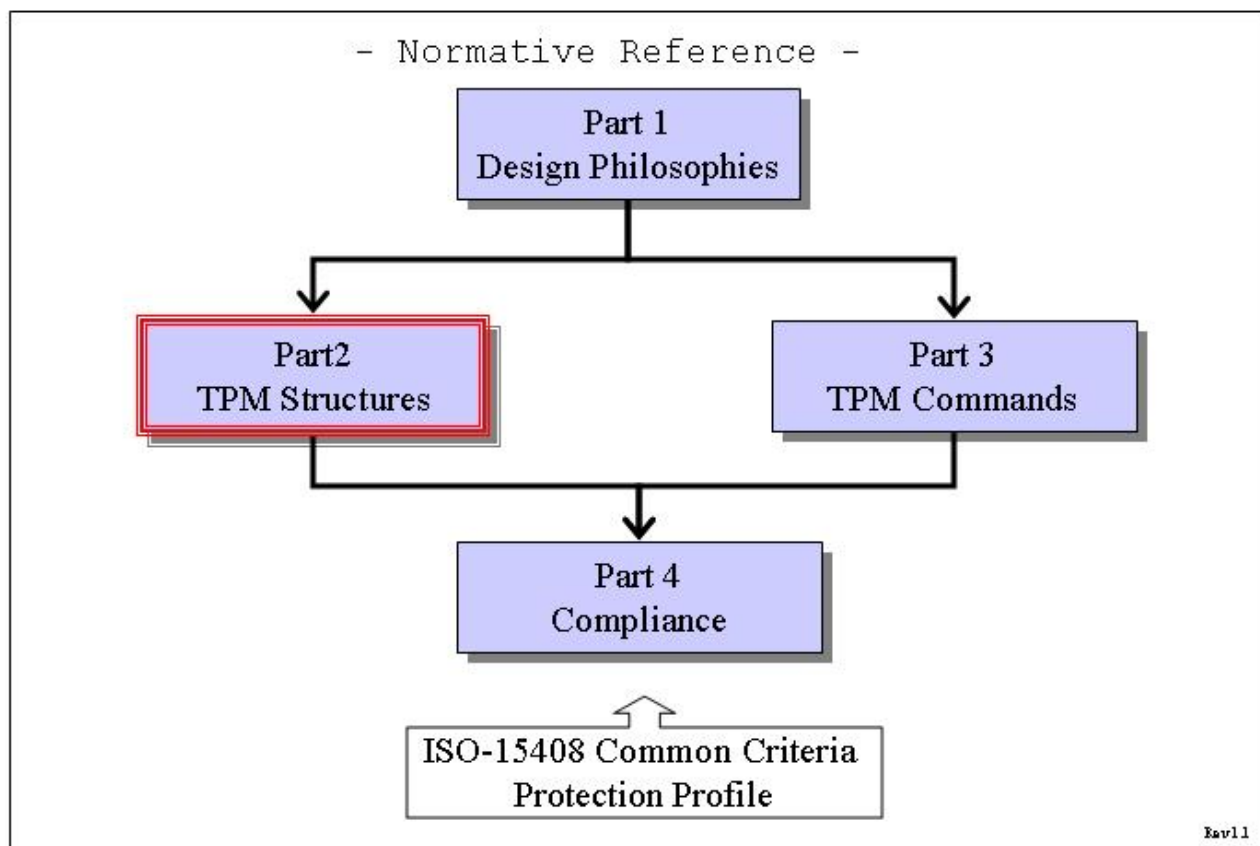 - Normative Reference -
Part 1
Design Philosophies
Part2
TPM Structures
Part 3
TPM Commands
Part 4
Compliance
ISO-15408 Common Criteria
Protection Profile
Rev11